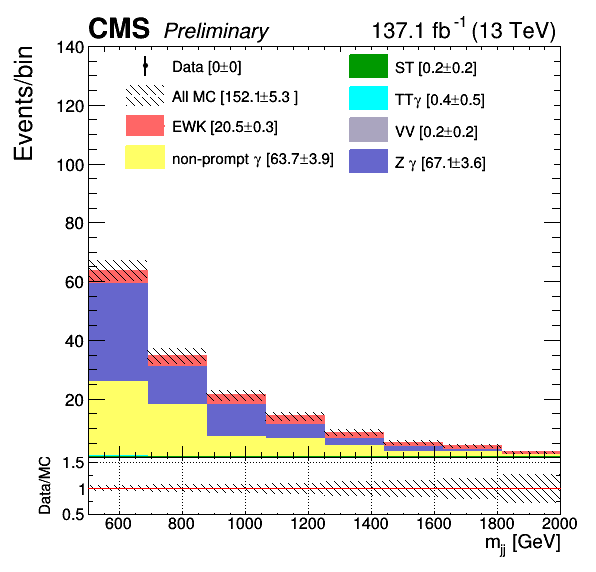 CMS Preliminary 137.1 fb⁻¹ (13 TeV)
Events/bin
Data [0±0]
All MC [152.1±5.3 ]
EWK [20.5±0.3]
non-prompt γ [63.7±3.9]
ST [0.2±0.2]
TTγ [0.4±0.5]
VV [0.2±0.2]
Z γ [67.1±3.6]
140
120
100
80
60
40
20
Data/MC
1.5
1
0.5
600 800 1000 1200 1400 1600 1800 2000
m_jj [GeV]